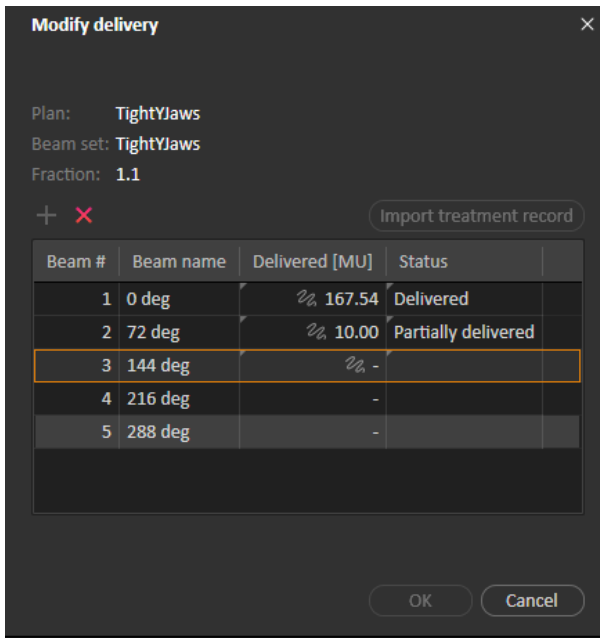 Modify delivery
Plan: TightYJaws
Beam set: TightYJaws
Fraction: 1.1
Import treatment record
Beam # Beam name Delivered [MU] Status
1 0 deg 167.54 Delivered
2 72 deg 10.00 Partially delivered
3 144 deg -
4 216 deg -
5 288 deg -
OK Cancel